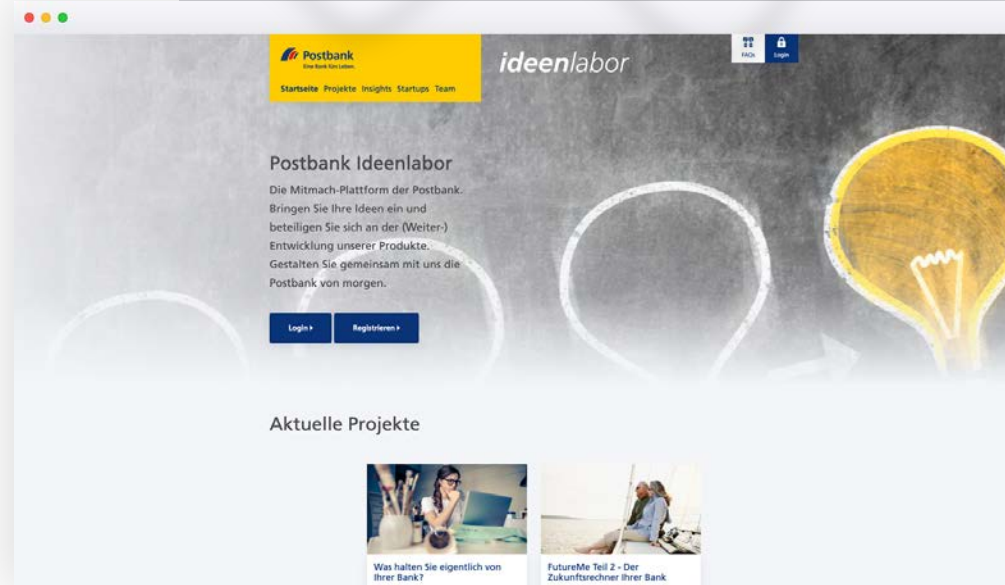 Postbank
Eine Bank fürs Leben.
ideenlabor
FAQs
Login
Startseite Projekte Insights Startups Team
Postbank Ideenlabor
Die Mitmach-Plattform der Postbank.
Bringen Sie Ihre Ideen ein und
beteiligen Sie sich an der (Weiter-)
Entwicklung unserer Produkte.
Gestalten Sie gemeinsam mit uns die
Postbank von morgen.
Login
Registrieren
Aktuelle Projekte
Was halten Sie eigentlich von
Ihrer Bank?
FutureMe Teil 2 - Der
Zukunftsrechner Ihrer Bank